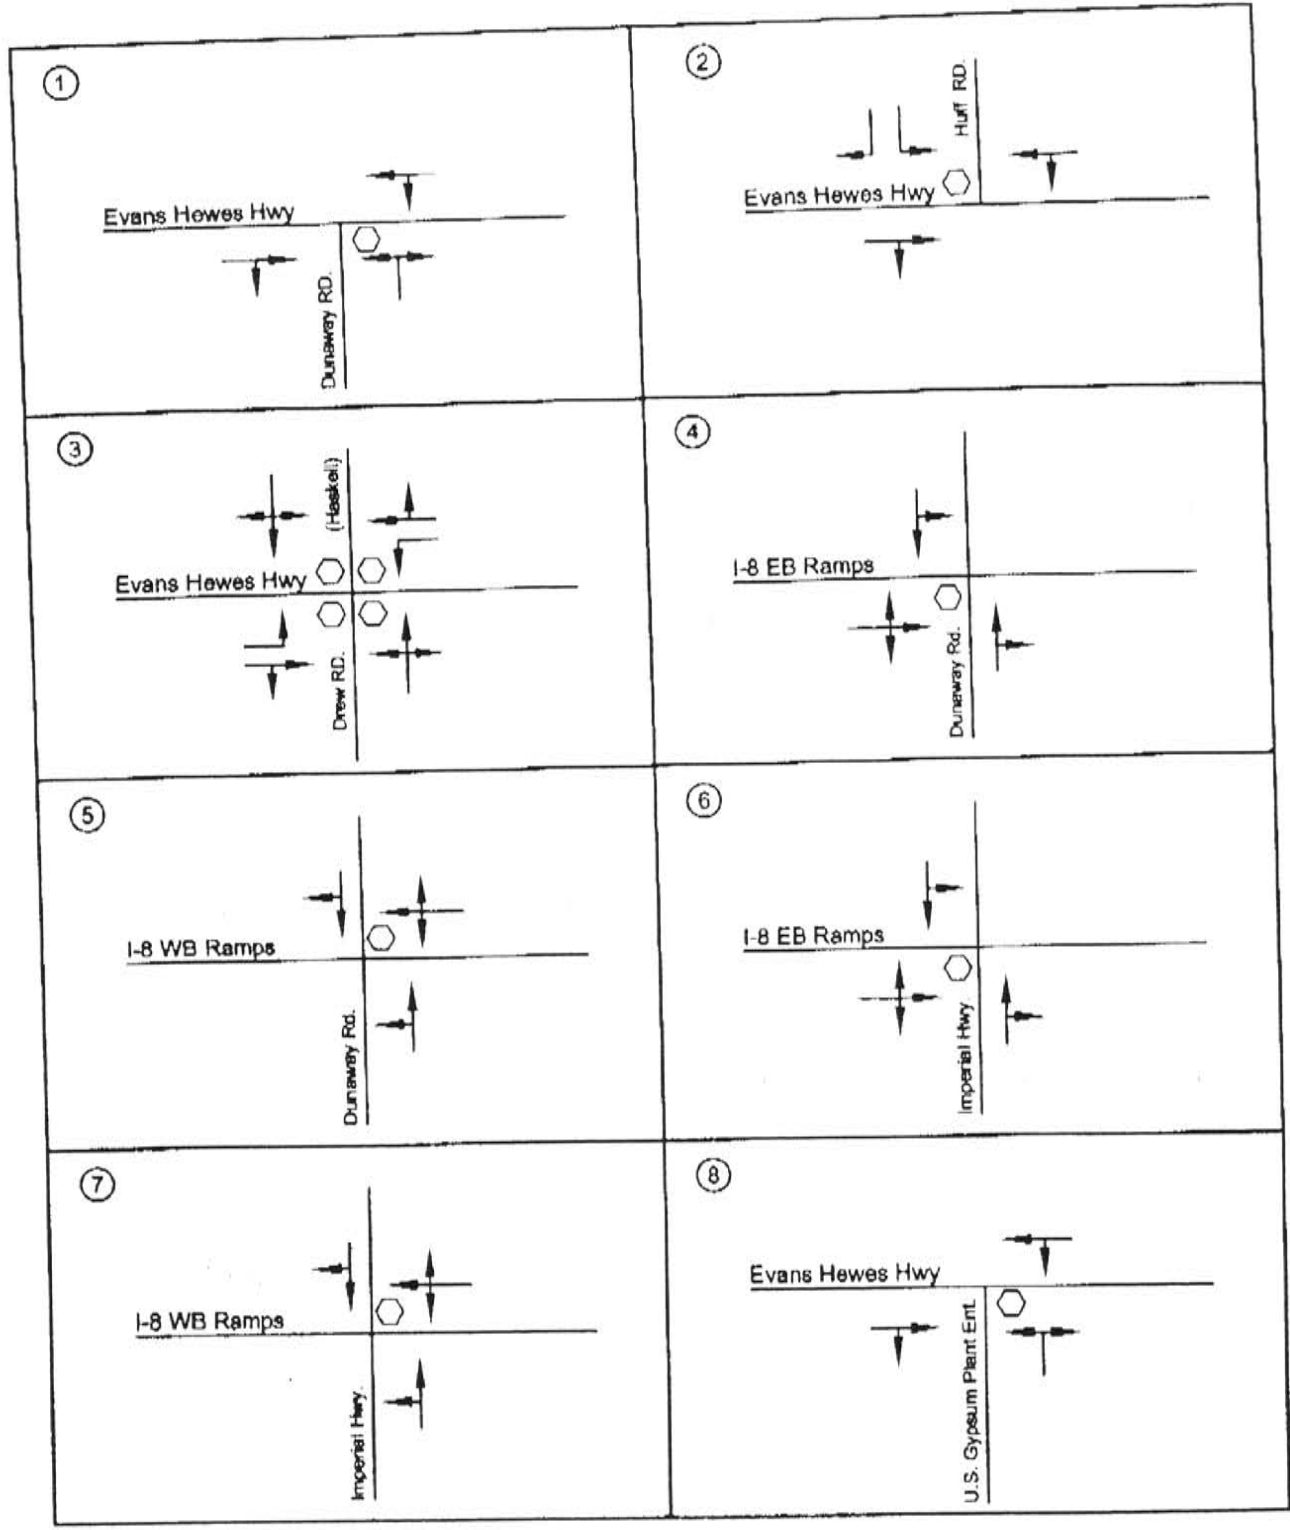 1
Evans Hewes Hwy
Dunaway RD.
2
Huff RD.
Evans Hewes Hwy
3
(Haskell)
Evans Hewes Hwy
Drew RD.
4
I-8 EB Ramps
Dunaway Rd.
5
I-8 WB Ramps
Dunaway Rd.
6
I-8 EB Ramps
Imperial Hwy.
7
I-8 WB Ramps
Imperial Hwy.
8
Evans Hewes Hwy
U.S. Gypsum Plant Ent.